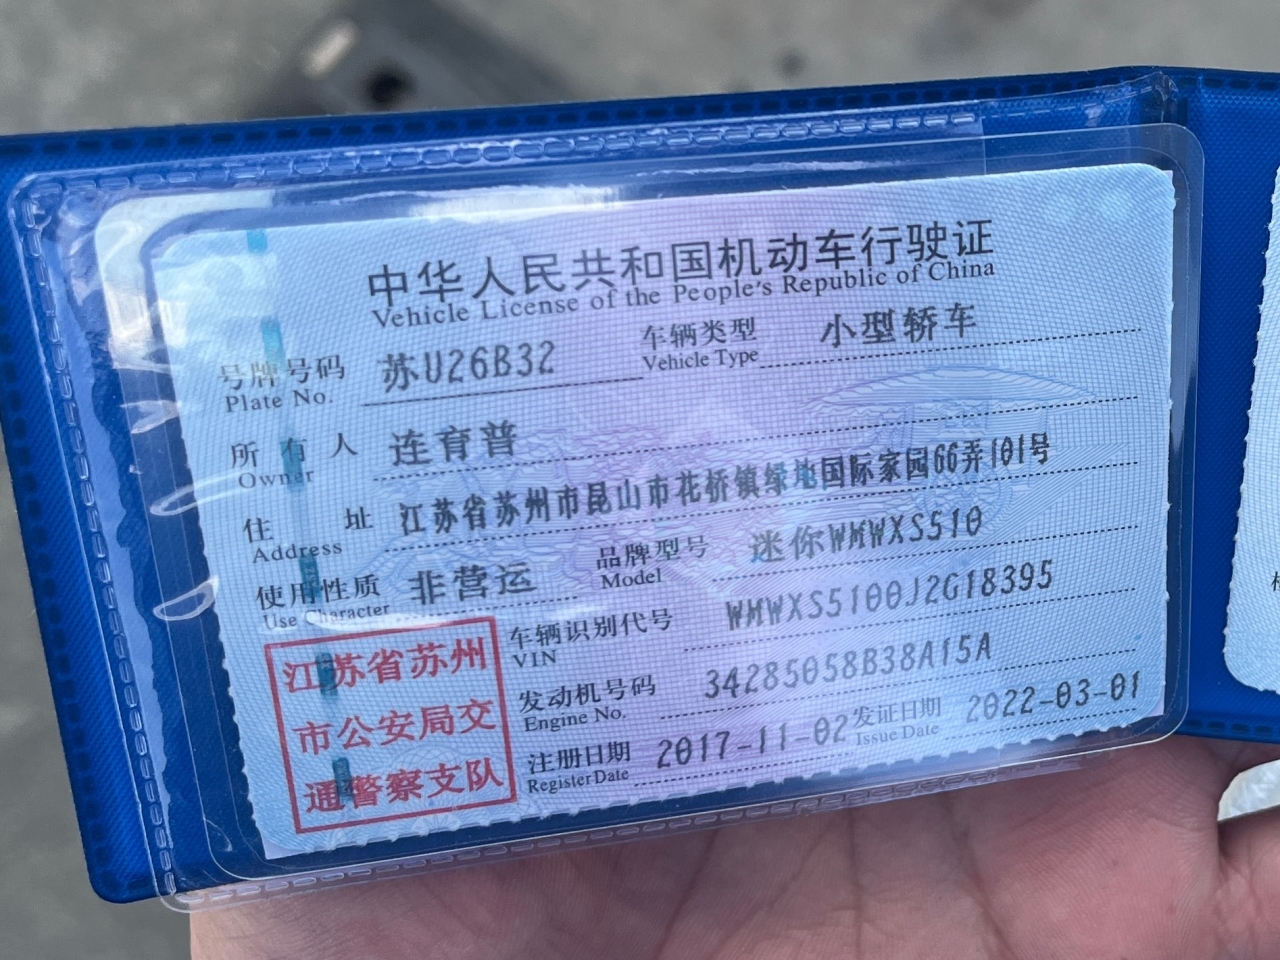 中华人民共和国机动车行驶证
Vehicle License of the People's Republic of China
号牌号码 苏U26B32 车辆类型 小型轿车
Plate No. Vehicle Type
所有人 连育普
Owner
住址 江苏省苏州市昆山市花桥镇绿地国际家园66弄101号
Address
使用性质 非营运 品牌型号 迷你WMWXS510
Use Character Model
江苏省苏州
市公安局交
通警察支队
车辆识别代号 WMWXS5100J2G18395
VIN
发动机号码 34285058B38A15A
Engine No.
注册日期 2017-11-02 发证日期 2022-03-01
Register Date Issue Date